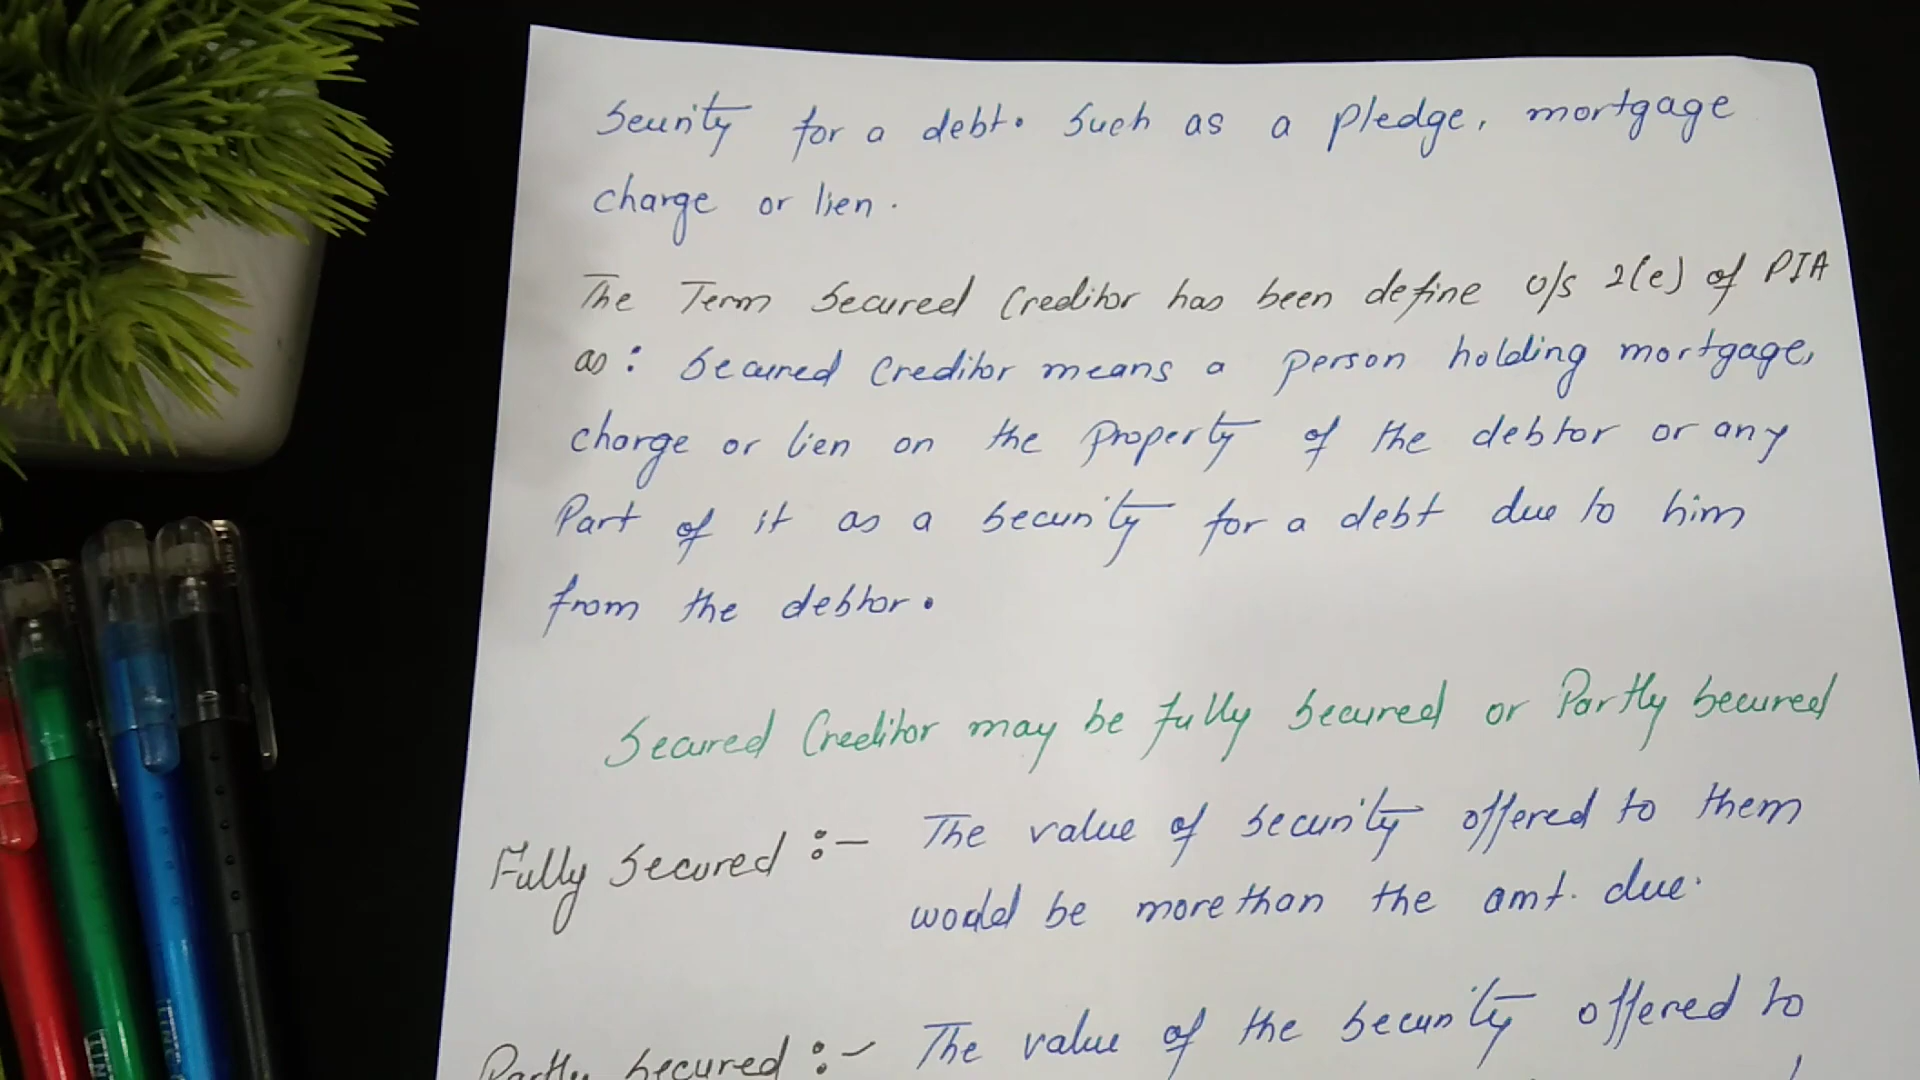 Security for a debt. Such as a pledge, mortgage
charge or lien.
The Term Secured Creditor has been define u/s 2(e) of PIA
as : Secured Creditor means a person holding mortgage,
charge or lien on the property of the debtor or any
Part of it as a security for a debt due to him
from the debtor.
Secured Creditor may be fully secured or Partly secured
Fully Secured :- The value of security offered to them
would be more than the amt. due.
Partly secured :- The value of the security offered to